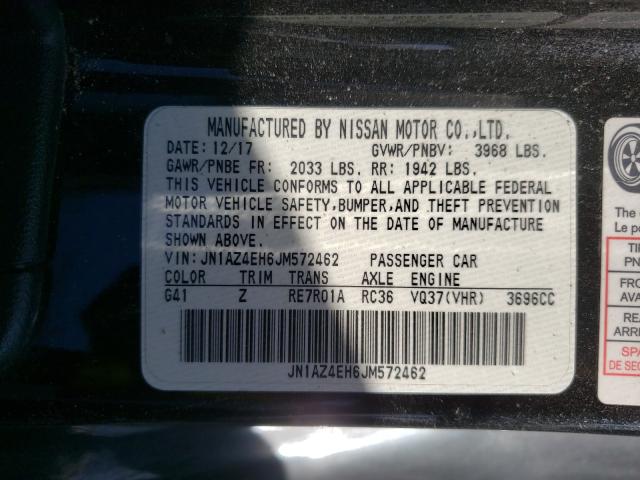 MANUFACTURED BY NISSAN MOTOR CO.,LTD.
DATE: 12/17 GVWR/PNBV: 3968 LBS.
GAWR/PNBE FR: 2033 LBS. RR: 1942 LBS.
THIS VEHICLE CONFORMS TO ALL APPLICABLE FEDERAL
MOTOR VEHICLE SAFETY,BUMPER,AND THEFT PREVENTION
STANDARDS IN EFFECT ON THE DATE OF MANUFACTURE
SHOWN ABOVE.
VIN:JN1AZ4EH6JM572462 PASSENGER CAR
COLOR TRIM TRANS AXLE ENGINE
G41 Z RE7R01A RC36 VQ37(VHR) 3696CC
JN1AZ4EH6JM572462
The
Le
DE